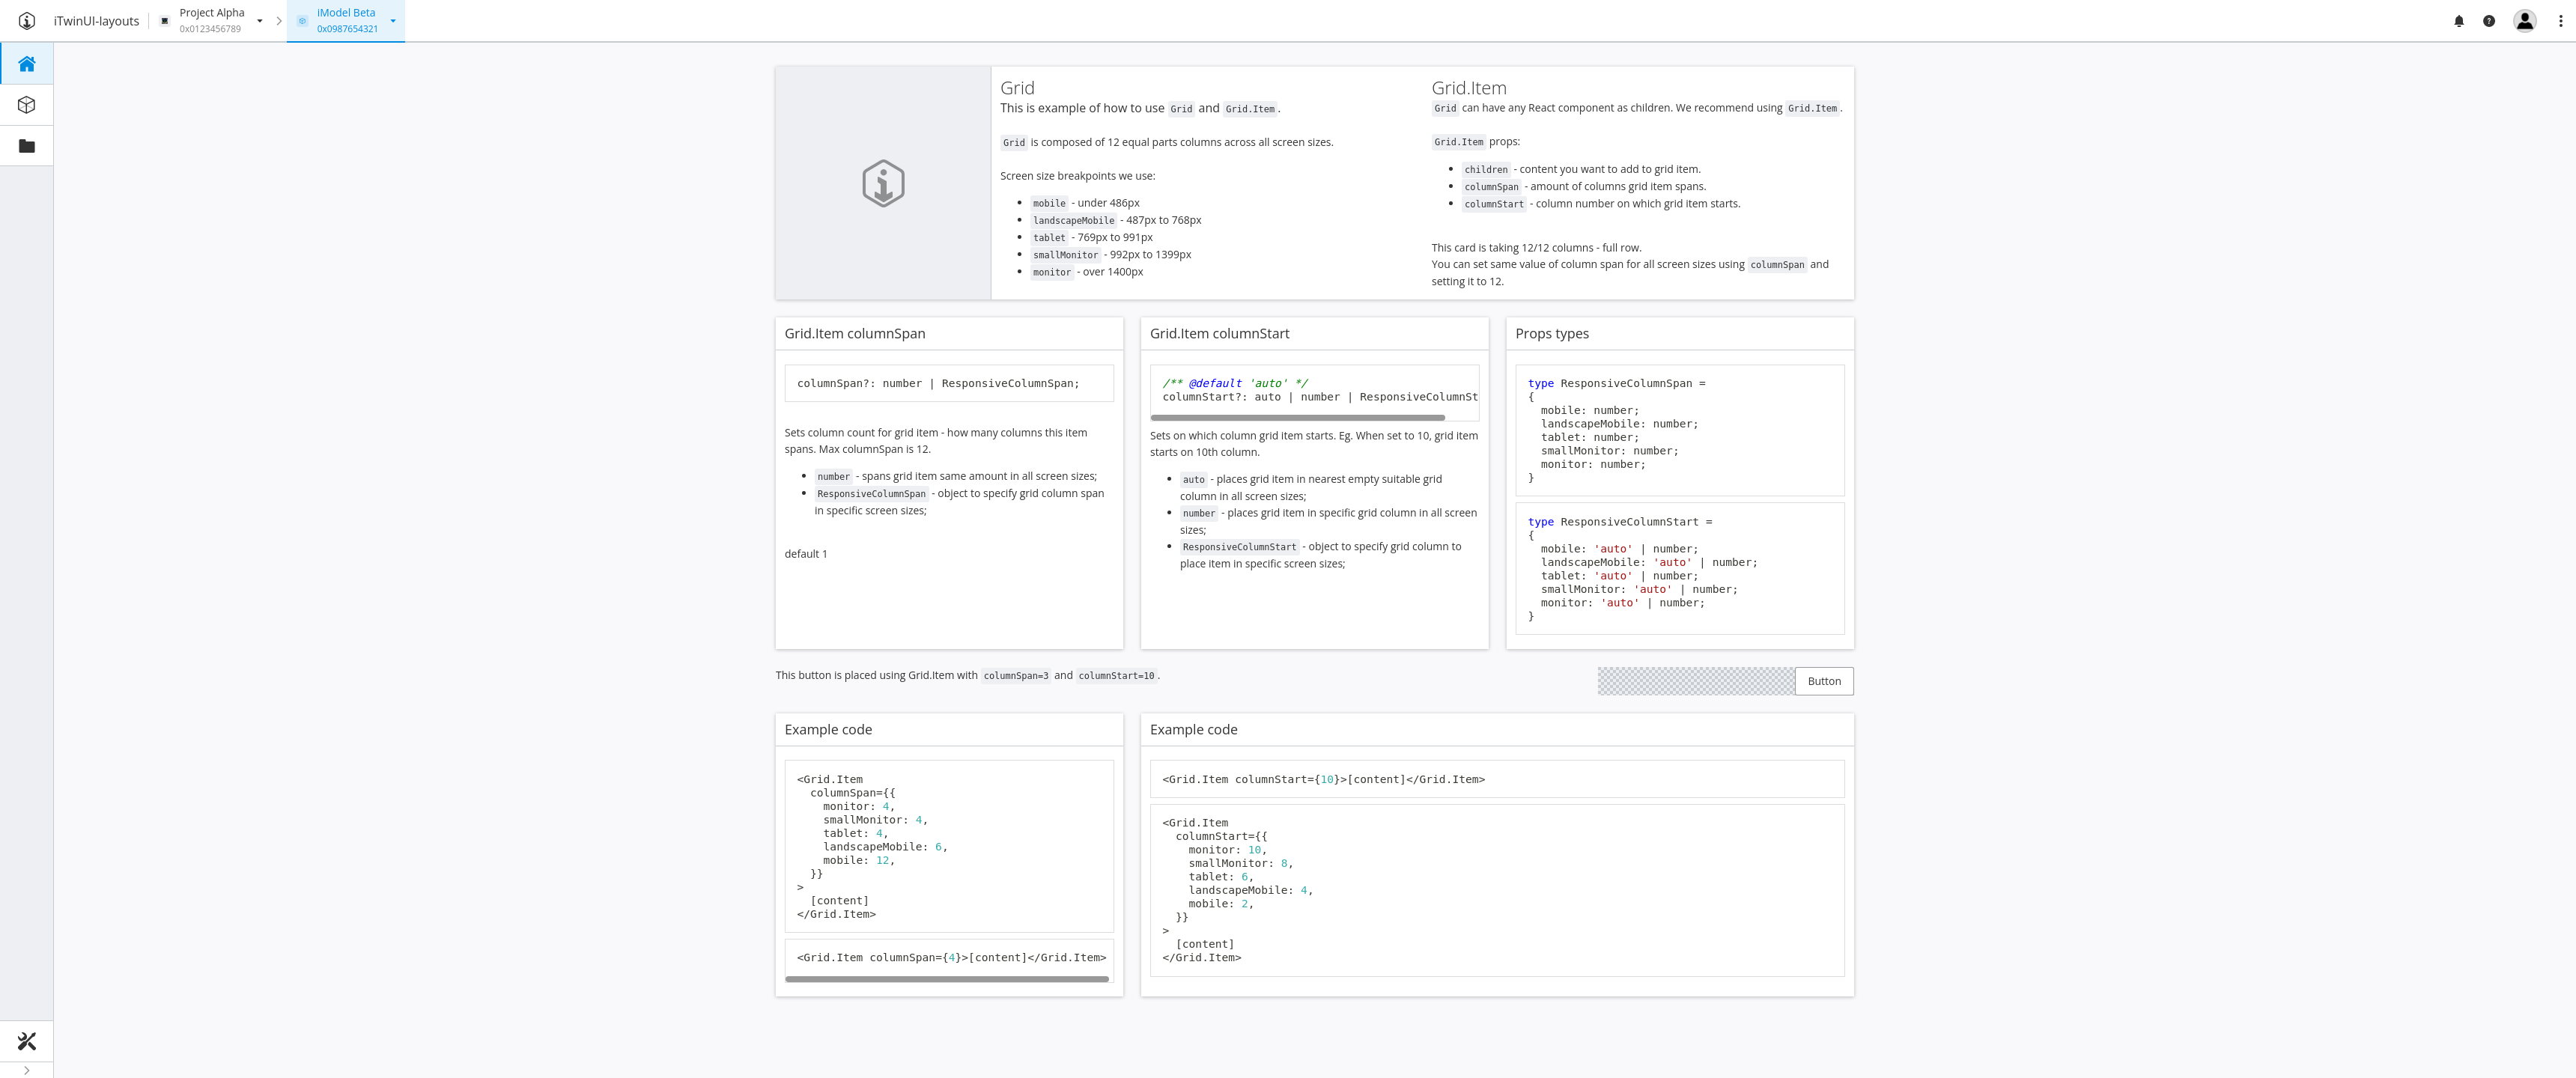 iTwinUI-layouts
Project Alpha
0x0123456789
iModel Beta
0x0987654321
Grid
This is example of how to use Grid and Grid.Item.
Grid is composed of 12 equal parts columns across all screen sizes.
Screen size breakpoints we use:
• mobile - under 486px
• landscapeMobile - 487px to 768px
• tablet - 769px to 991px
• smallMonitor - 992px to 1399px
• monitor - over 1400px
Grid.Item
Grid can have any React component as children. We recommend using Grid.Item.
Grid.Item props:
• children - content you want to add to grid item.
• columnSpan - amount of columns grid item spans.
• columnStart - column number on which grid item starts.
This card is taking 12/12 columns - full row.
You can set same value of column span for all screen sizes using columnSpan and
setting it to 12.
Grid.Item columnSpan
columnSpan?: number | ResponsiveColumnSpan;
Sets column count for grid item - how many columns this item
spans. Max columnSpan is 12.
• number - spans grid item same amount in all screen sizes;
• ResponsiveColumnSpan - object to specify grid column span
in specific screen sizes;
default 1
Grid.Item columnStart
/** @default 'auto' */
columnStart?: auto | number | ResponsiveColumnSt
Sets on which column grid item starts. Eg. When set to 10, grid item
starts on 10th column.
• auto - places grid item in nearest empty suitable grid
column in all screen sizes;
• number - places grid item in specific grid column in all screen
sizes;
• ResponsiveColumnStart - object to specify grid column to
place item in specific screen sizes;
Props types
type ResponsiveColumnSpan =
{
mobile: number;
landscapeMobile: number;
tablet: number;
smallMonitor: number;
monitor: number;
}
type ResponsiveColumnStart =
{
mobile: 'auto' | number;
landscapeMobile: 'auto' | number;
tablet: 'auto' | number;
smallMonitor: 'auto' | number;
monitor: 'auto' | number;
}
This button is placed using Grid.Item with columnSpan=3 and columnStart=10.
Button
Example code
<Grid.Item
columnSpan={{
monitor: 4,
smallMonitor: 4,
tablet: 4,
landscapeMobile: 6,
mobile: 12,
}}
>
[content]
</Grid.Item>
<Grid.Item columnSpan={4}>[content]</Grid.Item>
Example code
<Grid.Item columnStart={10}>[content]</Grid.Item>
<Grid.Item
columnStart={{
monitor: 10,
smallMonitor: 8,
tablet: 6,
landscapeMobile: 4,
mobile: 2,
}}
>
[content]
</Grid.Item>